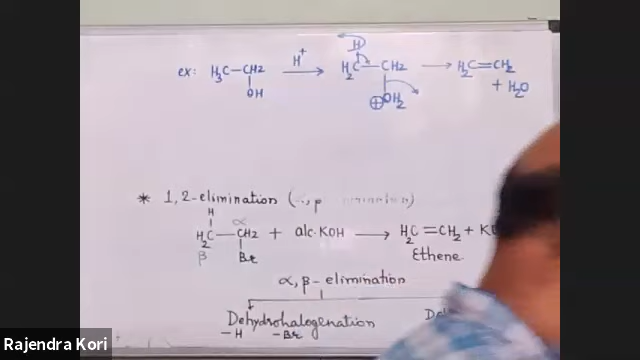 H
ex: H₃C-CH₂ H⁺ → H₂C-CH₂ → H₂C=CH₂
OH ⊕OH₂ + H₂O
* 1,2-elimination (
H α
H₂C-CH₂ + alc·KOH → H₂C=CH₂ +
β Br Ethene
α, β-elimination
Dehydrohalogenation
-H -Br
Rajendra Kori